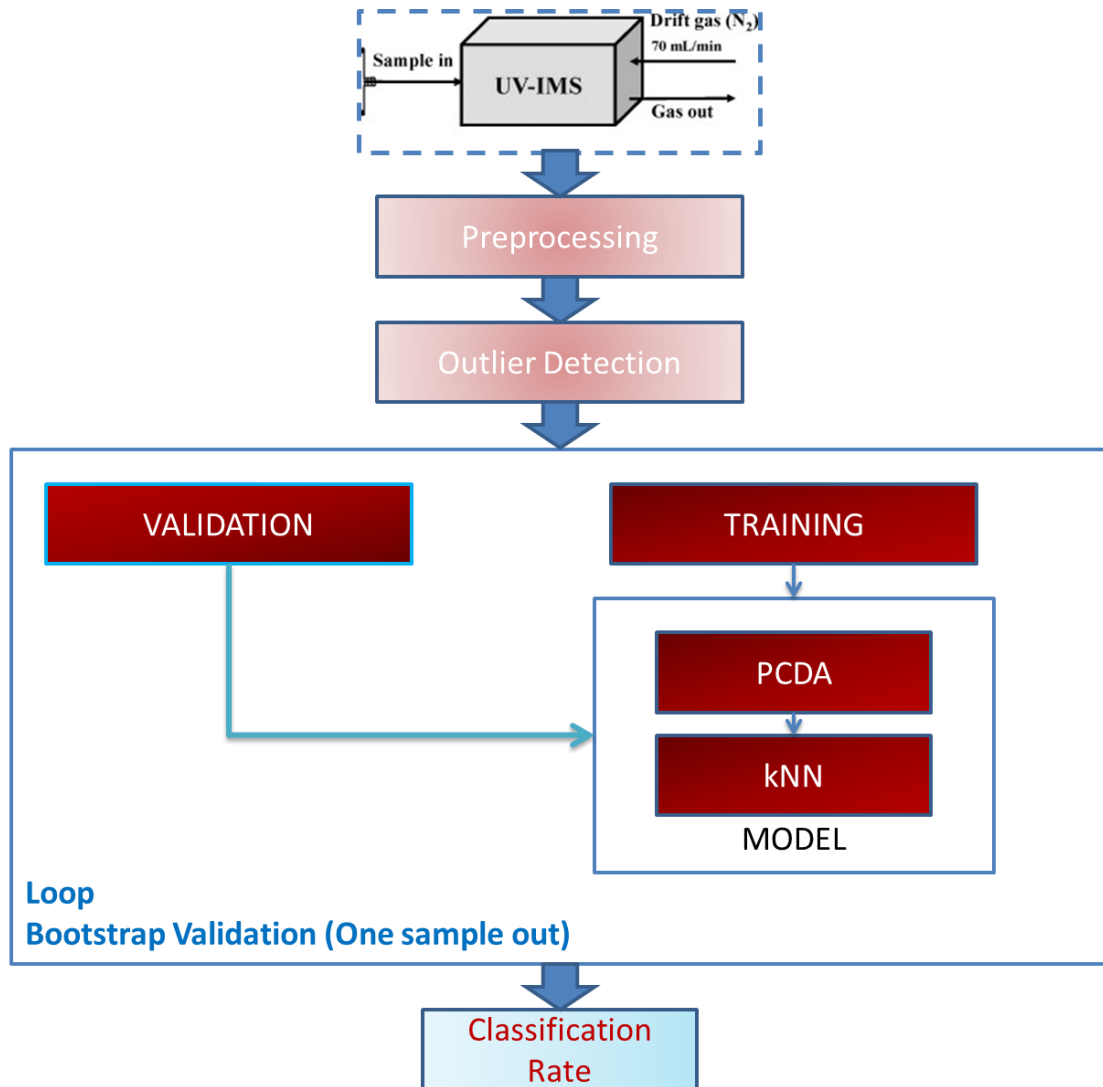 Drift gas (N2)
70 mL/min
Sample in
UV-IMS
Gas out
Preprocessing
Outlier Detection
VALIDATION
TRAINING
PCDA
kNN
MODEL
Loop
Bootstrap Validation (One sample out)
Classification
Rate